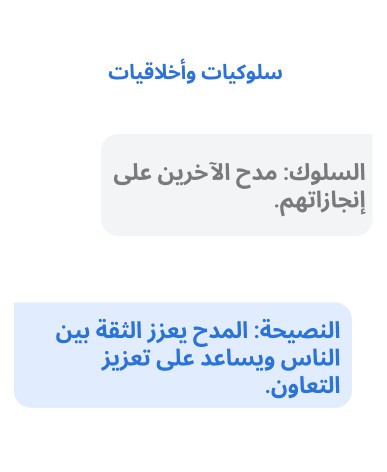 سلوكيات وأخلاقيات
السلوك: مدح الآخرين على
إنجازاتهم.
النصيحة: المدح يعزز الثقة بين
الناس ويساعد على تعزيز
التعاون.